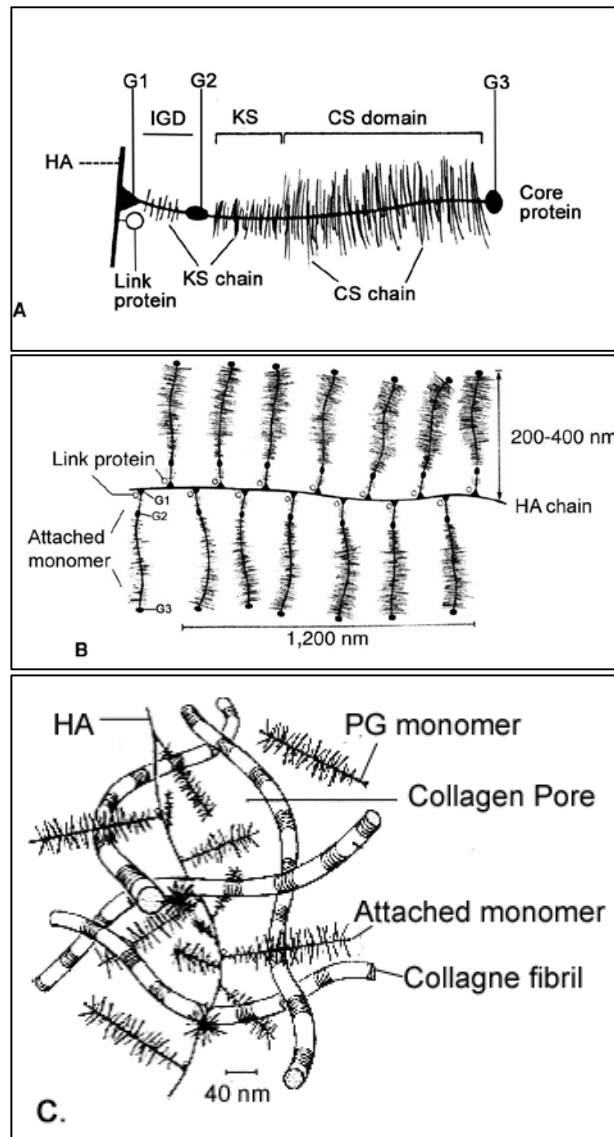 G1 G2 G3
IGD KS CS domain
HA
Core
protein
Link
protein
KS chain
CS chain
A
200-400 nm
Link protein
HA chain
G1
G2
Attached
monomer
G3
1,200 nm
B
HA
PG monomer
Collagen Pore
Attached monomer
Collagne fibril
40 nm
C.